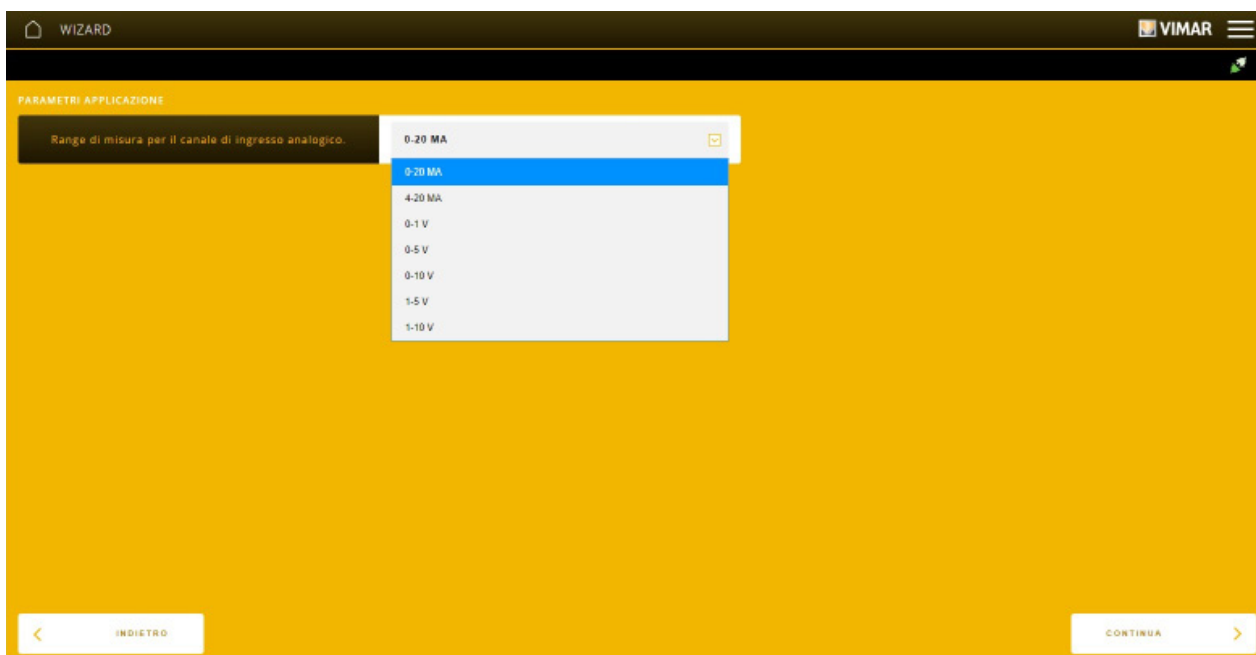 WIZARD
VIMAR
PARAMETRI APPLICAZIONE
Range di misura per il canale di ingresso analogico.
0-20 MA
0-20 MA
4-20 MA
0-1 V
0-5 V
0-10 V
1-5 V
1-10 V
INDIETRO
CONTINUA